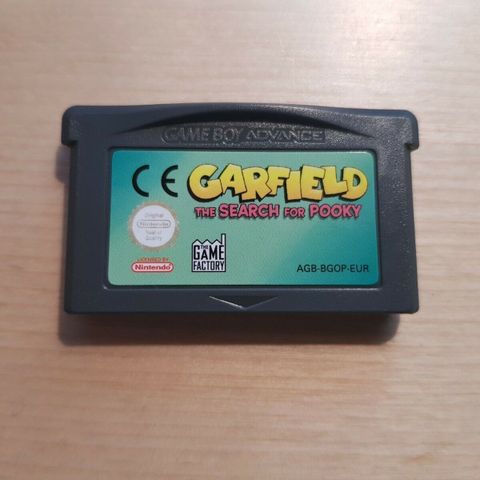 GAME BOY ADVANCE
CE GARFIELD
THE SEARCH FOR POOKY
Original
Nintendo
Seal of
Quality
LICENSED BY
Nintendo
THE
GAME
FACTORY
AGB-BGOP-EUR